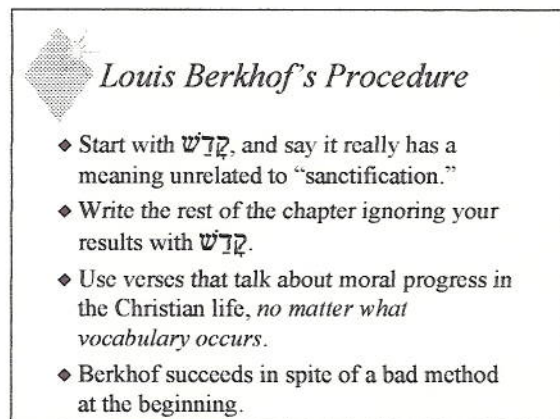 Louis Berkhof's Procedure
◆ Start with קָדַשׁ, and say it really has a
meaning unrelated to “sanctification.”
◆ Write the rest of the chapter ignoring your
results with קָדַשׁ.
◆ Use verses that talk about moral progress in
the Christian life, no matter what
vocabulary occurs.
◆ Berkhof succeeds in spite of a bad method
at the beginning.